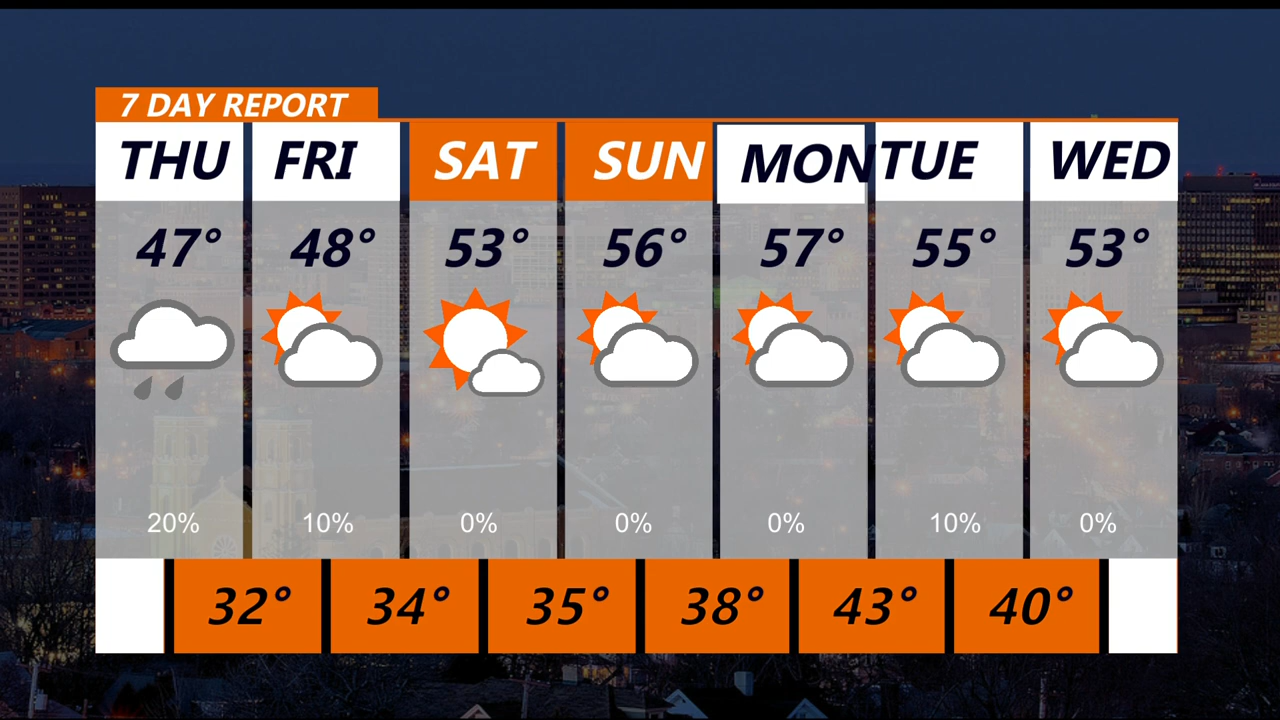 7 DAY REPORT
THU FRI SAT SUN MON TUE WED
47° 48° 53° 56° 57° 55° 53°
20% 10% 0% 0% 0% 10% 0%
32° 34° 35° 38° 43° 40°